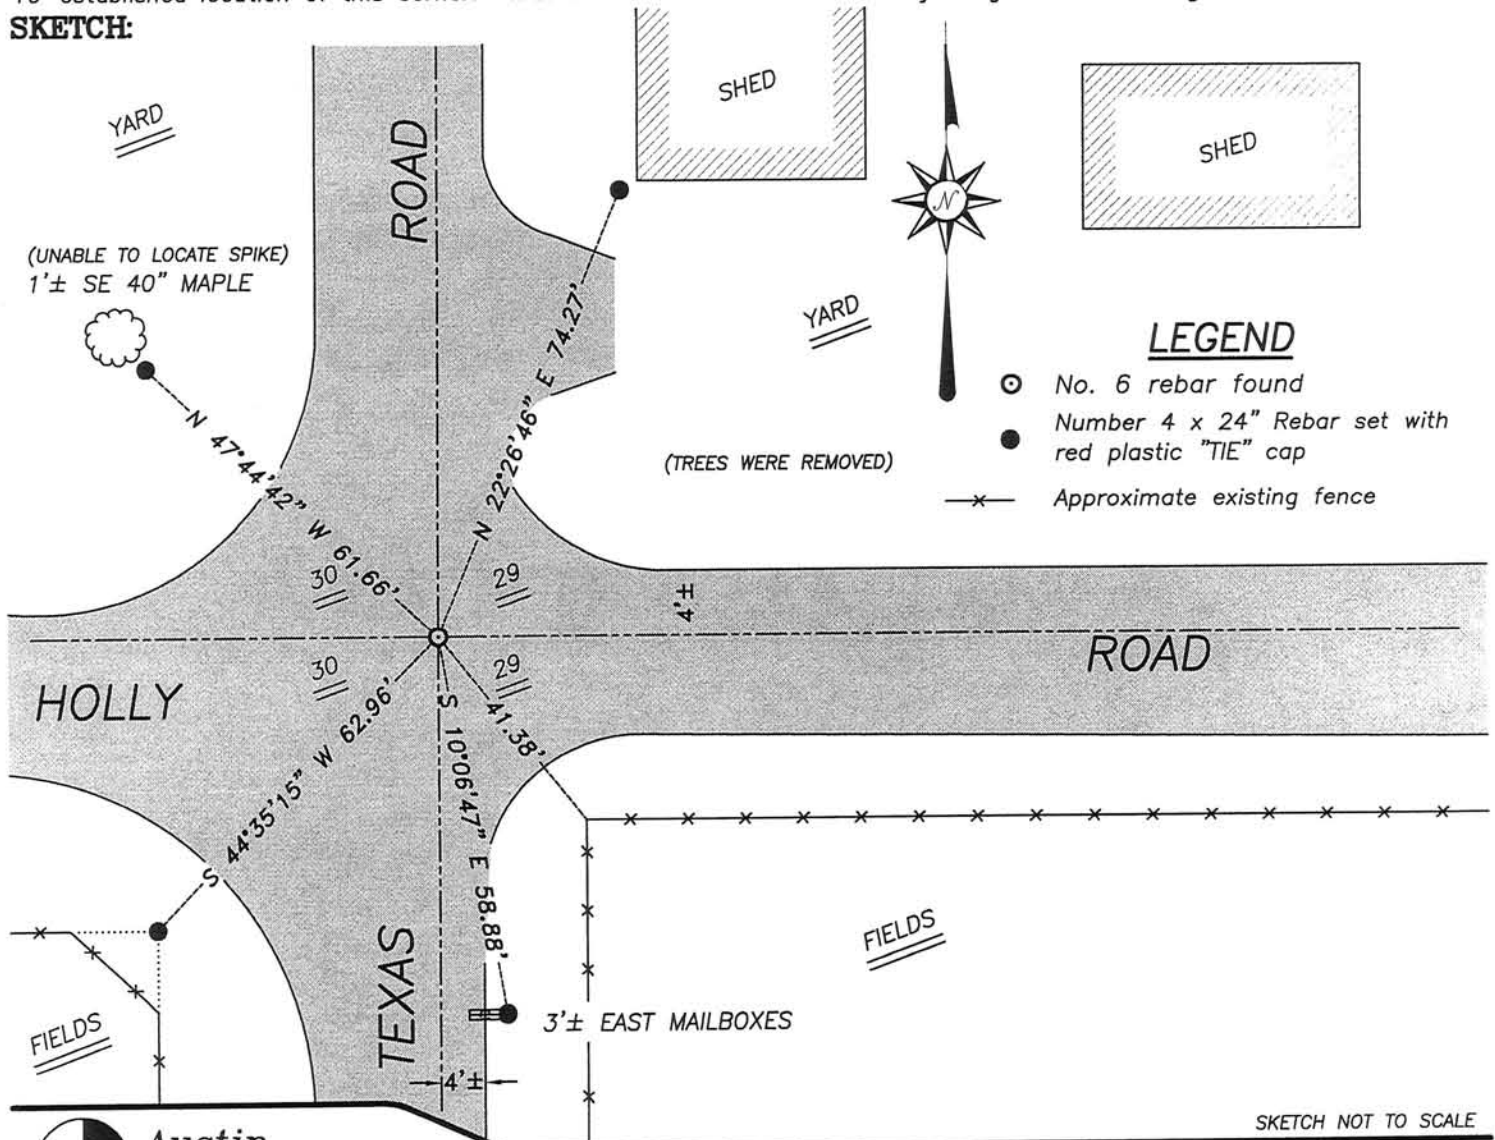 SKETCH:
YARD
ROAD
SHED
SHED
N
(UNABLE TO LOCATE SPIKE)
1'± SE 40" MAPLE
YARD
LEGEND
No. 6 rebar found
Number 4 x 24" Rebar set with
red plastic "TIE" cap
Approximate existing fence
(TREES WERE REMOVED)
N 47°44'42" W 61.66'
N 22°26'46" E 74.27'
30
29
4'±
HOLLY
30
29
ROAD
S 44°35'15" W 62.96'
S 10°06'47" E 58.88'
41.38'
TEXAS
FIELDS
FIELDS
3'± EAST MAILBOXES
4'±
SKETCH NOT TO SCALE
Austin